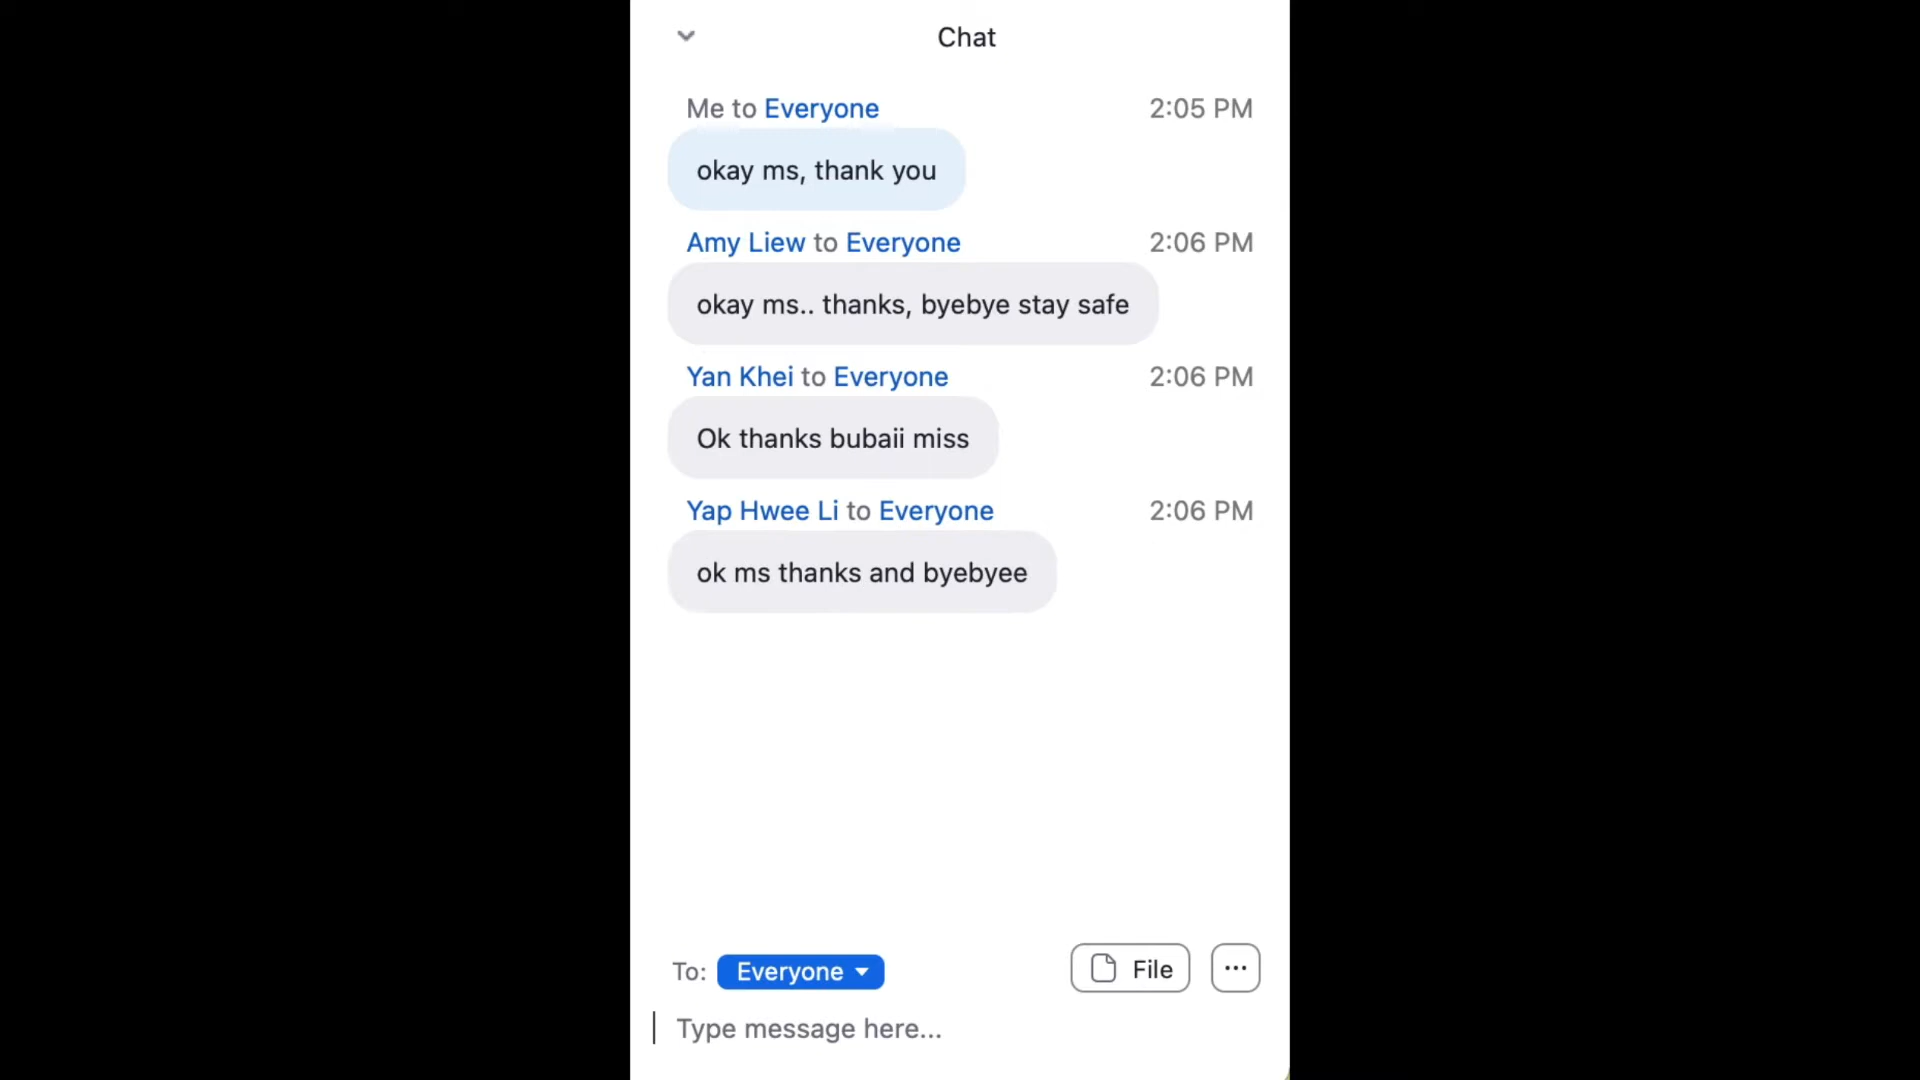 Chat
Me to Everyone 2:05 PM
okay ms, thank you
Amy Liew to Everyone 2:06 PM
okay ms.. thanks, byebye stay safe
Yan Khei to Everyone 2:06 PM
Ok thanks bubaii miss
Yap Hwee Li to Everyone 2:06 PM
ok ms thanks and byebyee
To: Everyone File ...
Type message here...